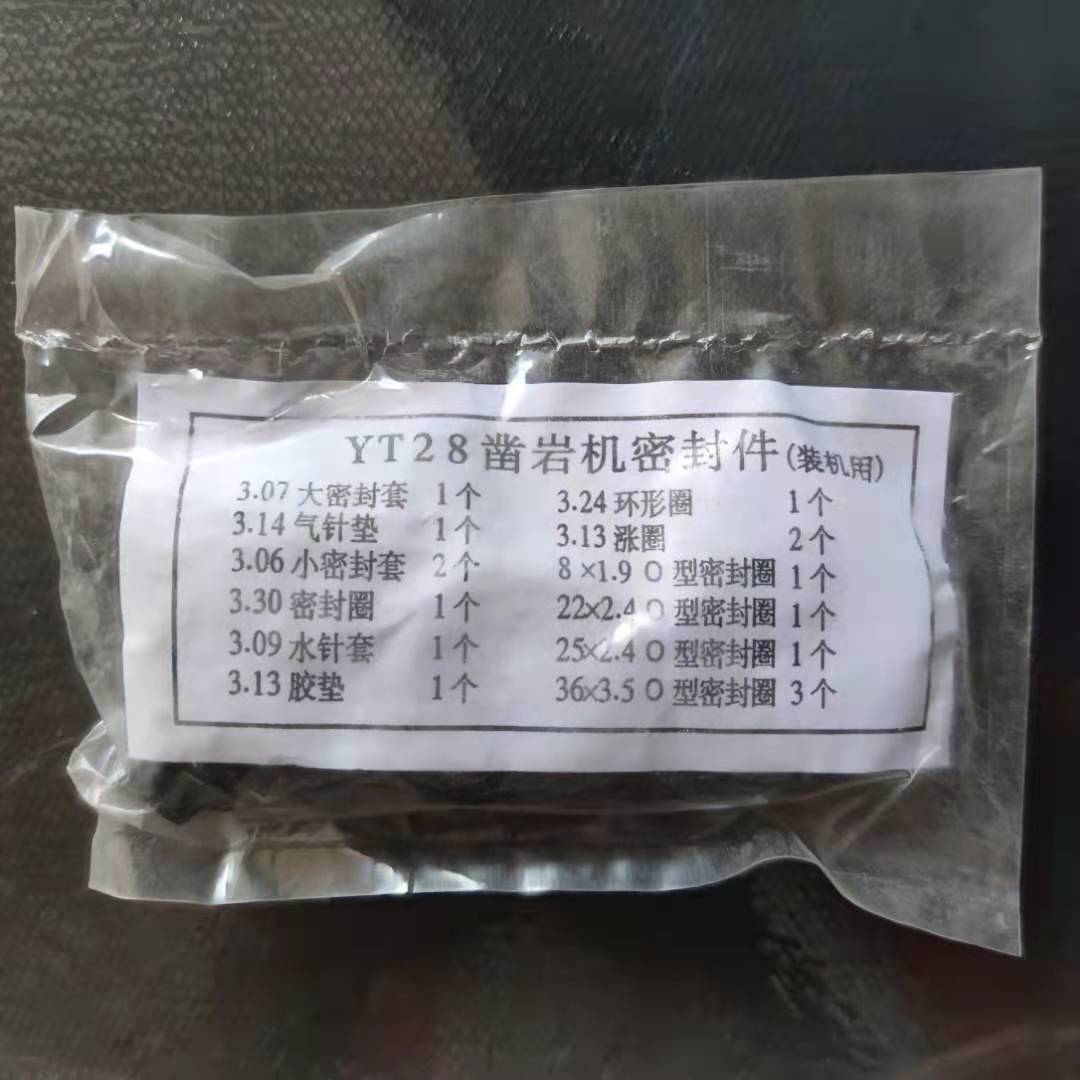 YT28凿岩机密封件(装机用)
3.07 大密封套 1个
3.14 气针垫 1个
3.06 小密封套 2个
3.30 密封圈 1个
3.09 水针套 1个
3.13 胶垫 1个
3.24 环形圈 1个
3.13 涨圈 2个
8×1.9 O 型密封圈 1个
22×2.4 O 型密封圈 1个
25×2.4 O 型密封圈 1个
36×3.5 O 型密封圈 3个